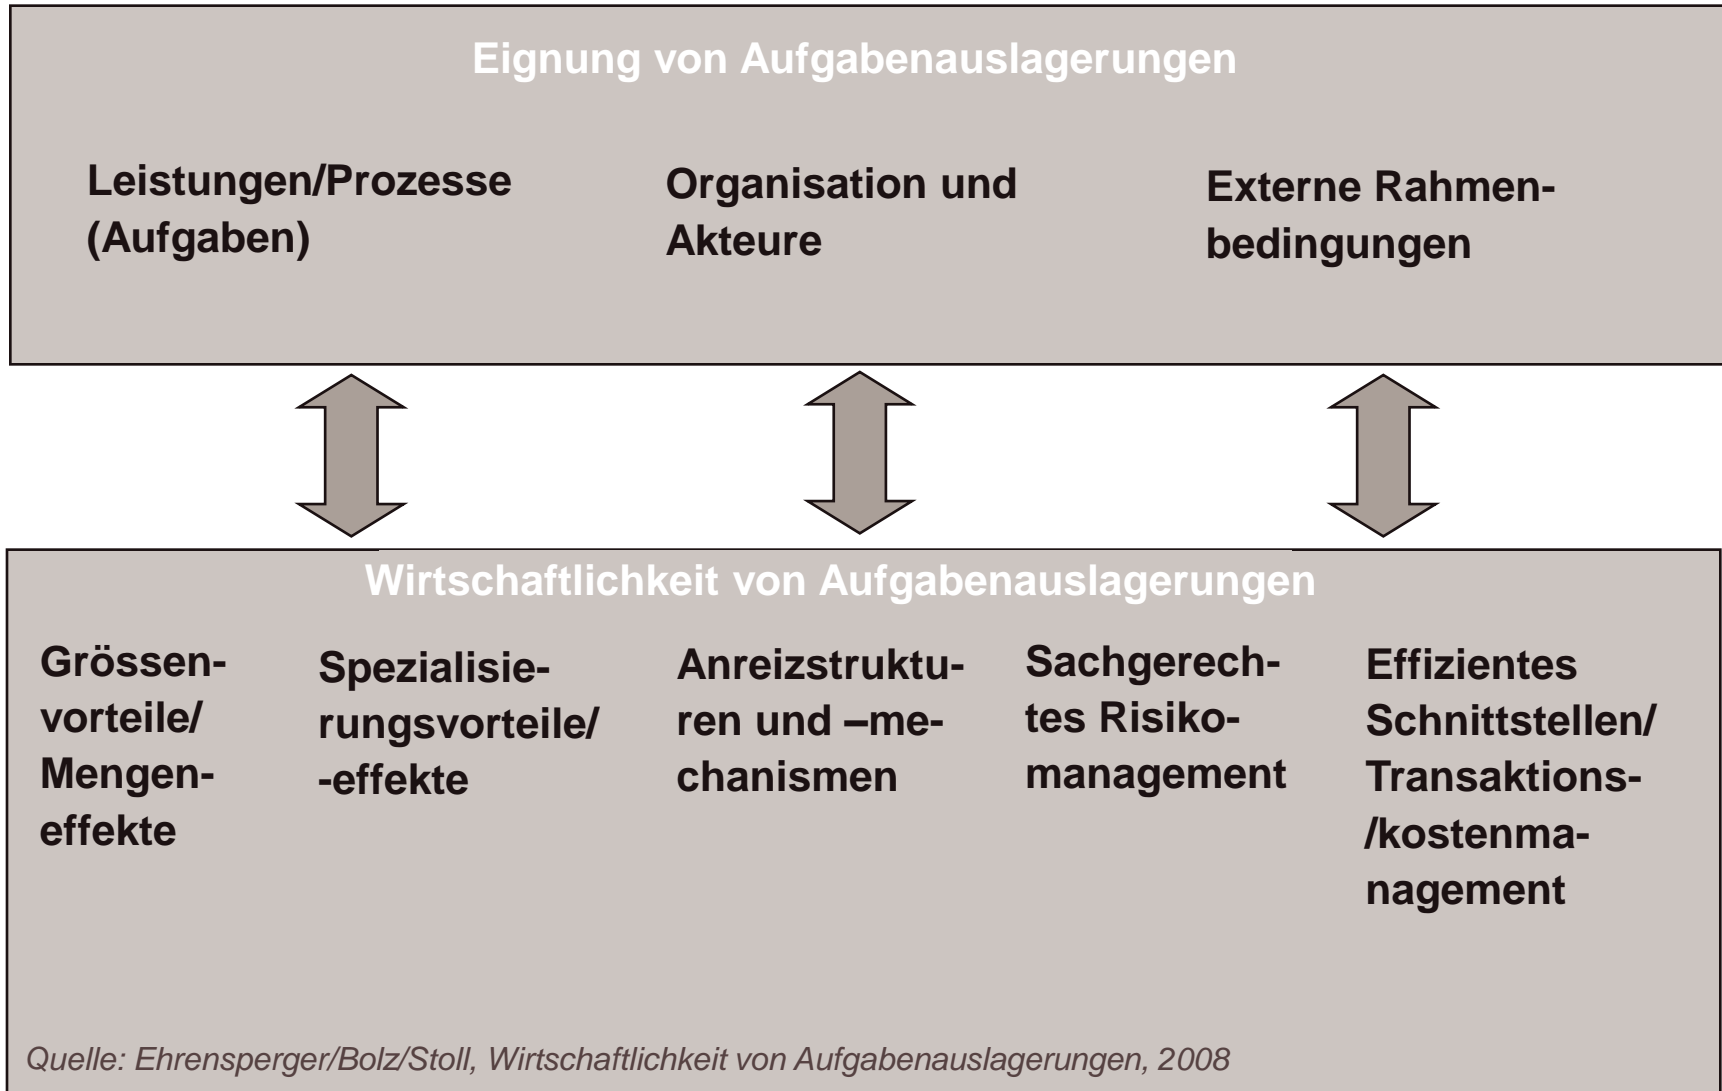 Eignung von Aufgabenauslagerungen
Leistungen/Prozesse
(Aufgaben)
Organisation und
Akteure
Externe Rahmen-
bedingungen
Wirtschaftlichkeit von Aufgabenauslagerungen
Grössen-
vorteile/
Mengen-
effekte
Spezialisie-
rungsvorteile/
-effekte
Anreizstruktu-
ren und –me-
chanismen
Sachgerech-
tes Risiko-
management
Effizientes
Schnittstellen/
Transaktions-
/kostenma-
nagement
Quelle: Ehrensperger/Bolz/Stoll, Wirtschaftlichkeit von Aufgabenauslagerungen, 2008